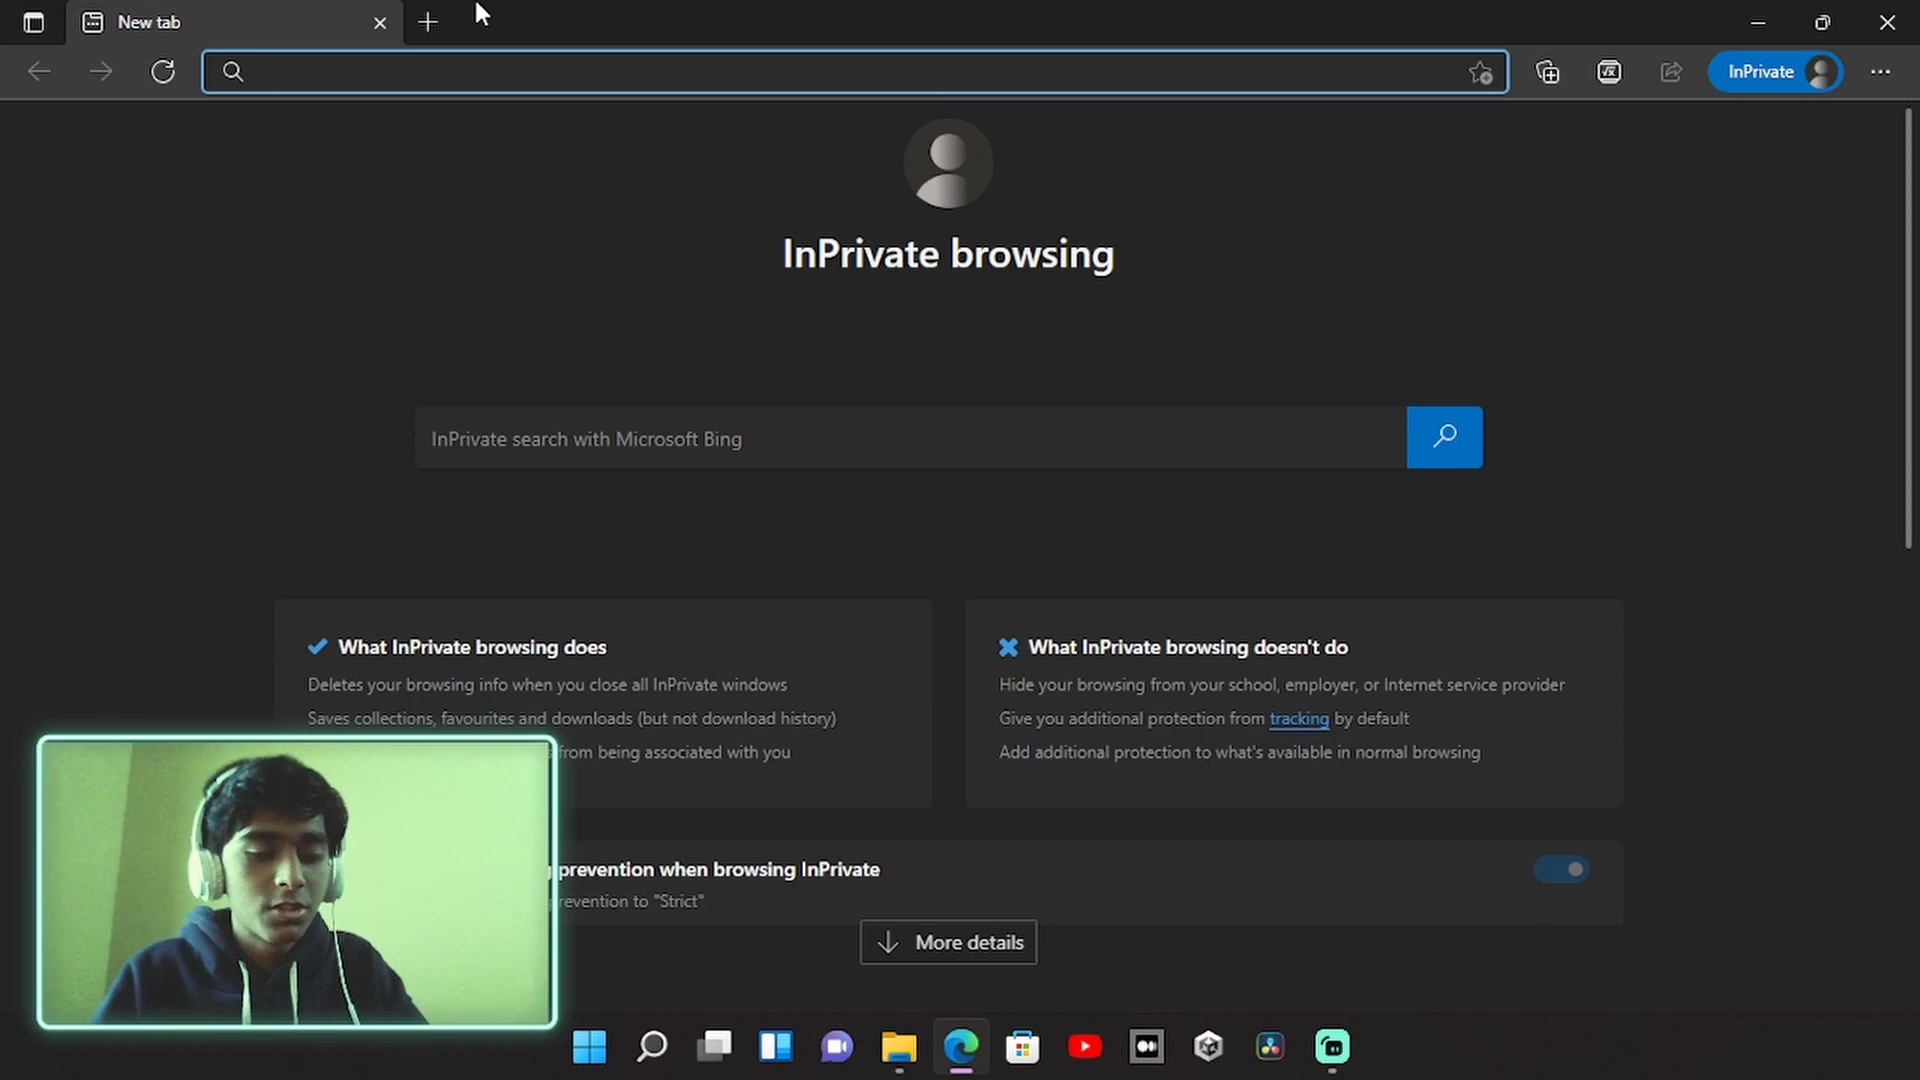 New tab
InPrivate
InPrivate browsing
InPrivate search with Microsoft Bing
What InPrivate browsing does
Deletes your browsing info when you close all InPrivate windows
Saves collections, favourites and downloads (but not download history)
from being associated with you
What InPrivate browsing doesn't do
Hide your browsing from your school, employer, or Internet service provider
Give you additional protection from tracking by default
Add additional protection to what's available in normal browsing
prevention when browsing InPrivate
revention to "Strict"
More details